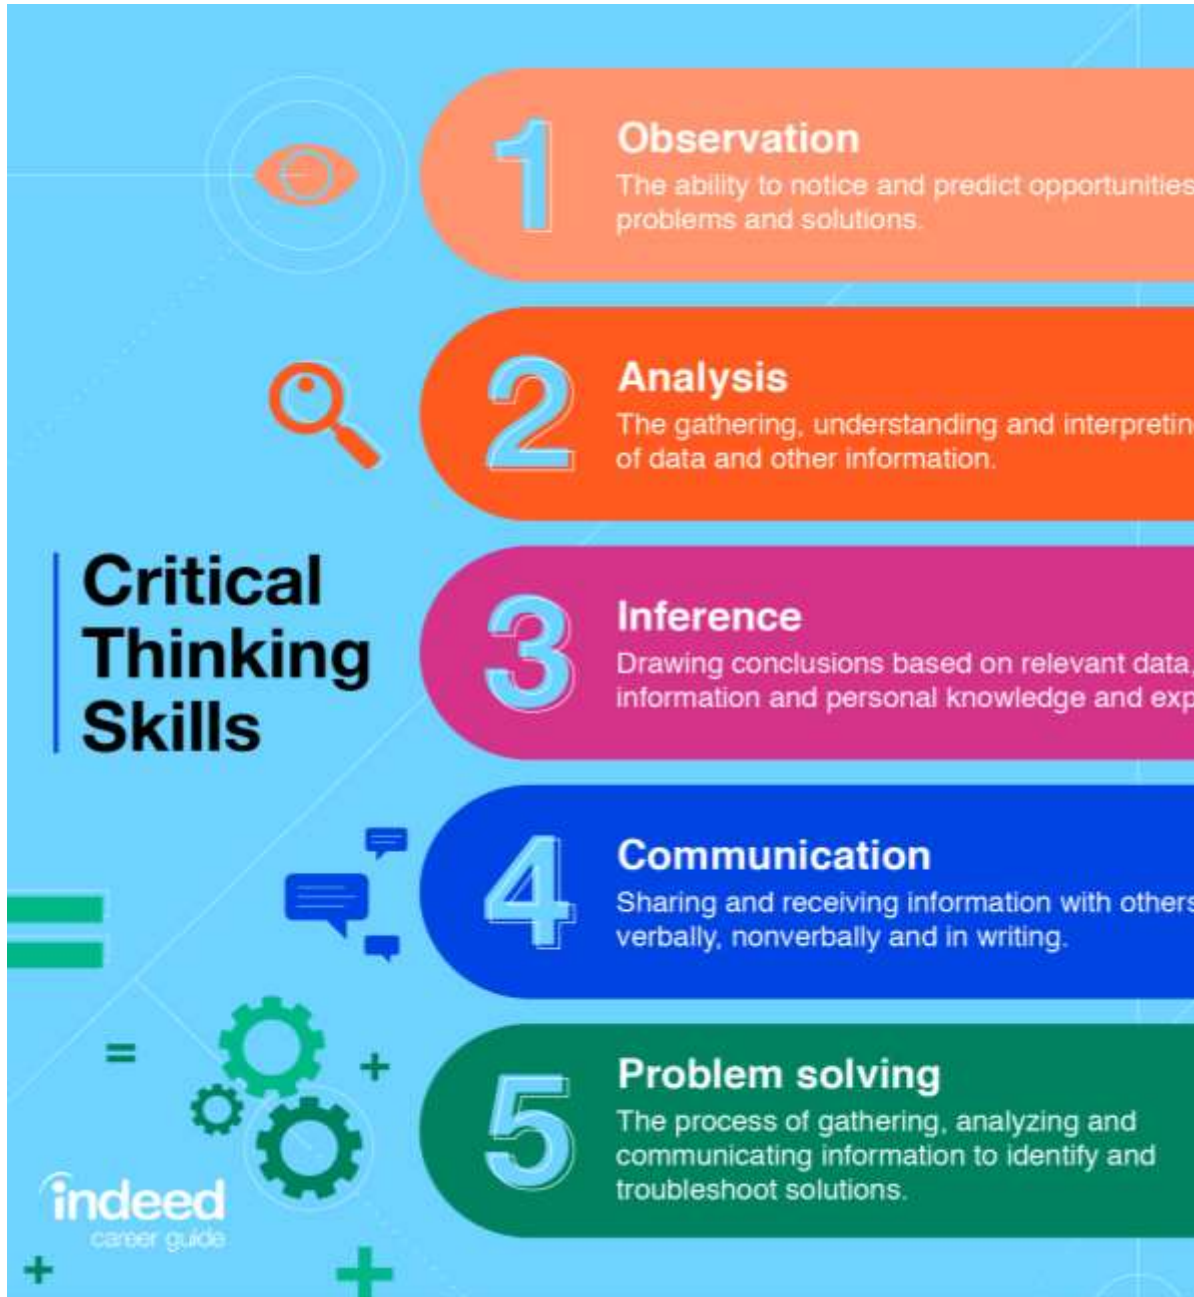 Critical
Thinking
Skills
1
Observation
The ability to notice and predict opportunities
problems and solutions.
2
Analysis
The gathering, understanding and interpretin
of data and other information.
3
Inference
Drawing conclusions based on relevant data,
information and personal knowledge and exp
4
Communication
Sharing and receiving information with others
verbally, nonverbally and in writing.
5
Problem solving
The process of gathering, analyzing and
communicating information to identify and
troubleshoot solutions.
indeed
career guide